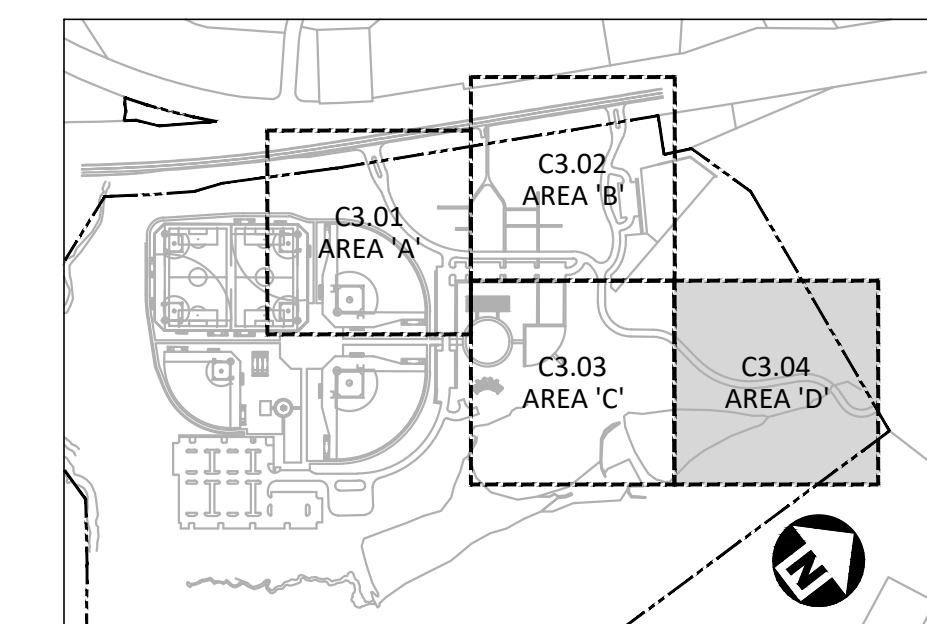 C3.01
AREA 'A'
C3.02
AREA 'B'
C3.03
AREA 'C'
C3.04
AREA 'D'
N